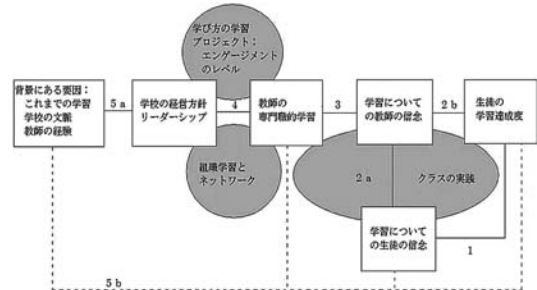 学び方の学習
プロジェクト：
エンゲージメント
のレベル
背景にある要因：
これまでの学習
学校の文脈
教師の経験
5 a
学校の経営方針
リーダーシップ
4
教師の
専門職的学習
3
学習について
の教師の信念
2 b
生徒の
学習達成度
組織学習と
ネットワーク
2 a
クラスの実践
学習について
の生徒の信念
1
5 b